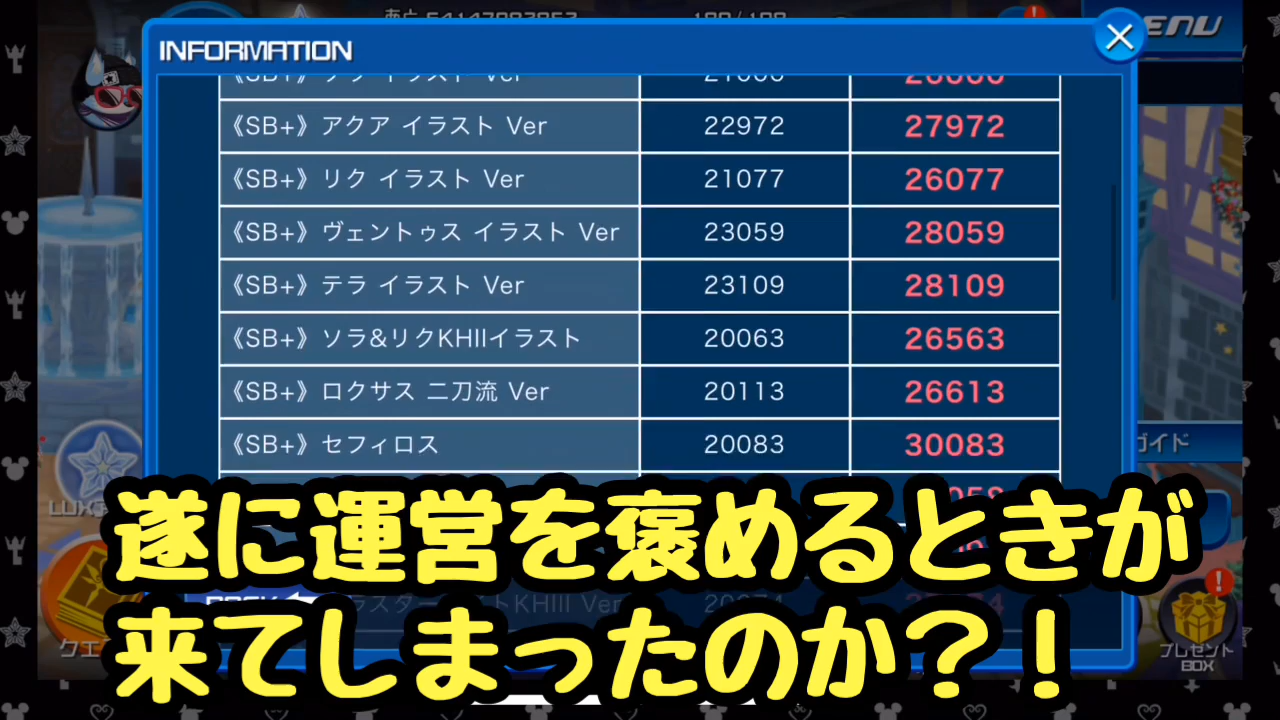 INFORMATION
《SB+》アクア イラスト Ver 22972 27972
《SB+》リク イラスト Ver 21077 26077
《SB+》ヴェントゥス イラスト Ver 23059 28059
《SB+》テラ イラスト Ver 23109 28109
《SB+》ソラ&リクKHIIイラスト 20063 26563
《SB+》ロクサス 二刀流 Ver 20113 26613
《SB+》セフィロス 20083 30083
遂に運営を褒めるときが
来てしまったのか?!
プレゼント
BOX